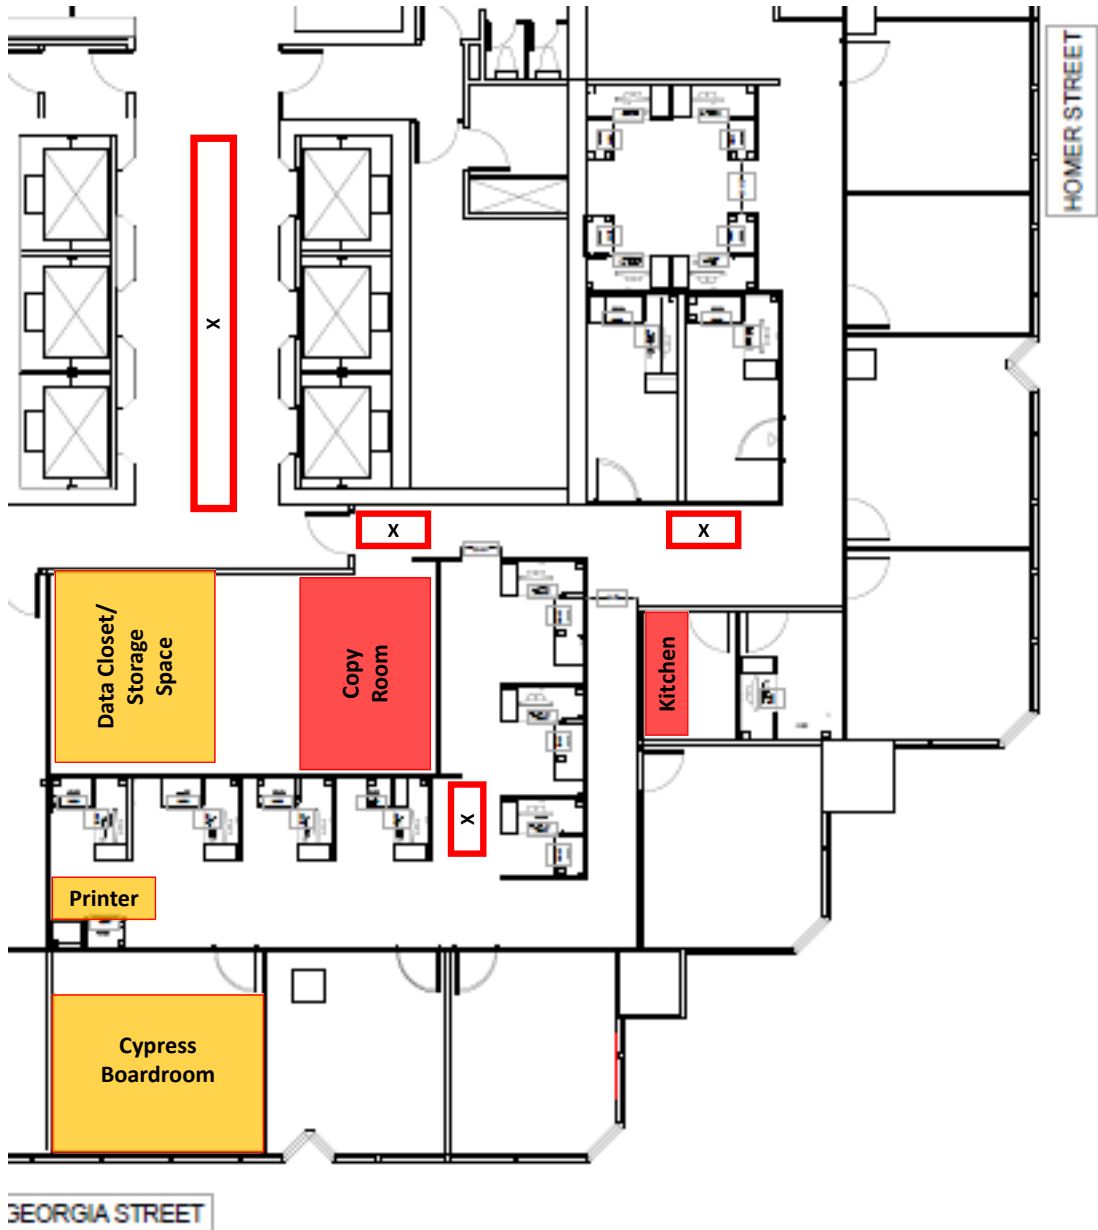 HOMER STREET
X
X
X
Data Closet/
Storage
Space
Copy
Room
Kitchen
X
Printer
Cypress
Boardroom
GEORGIA STREET